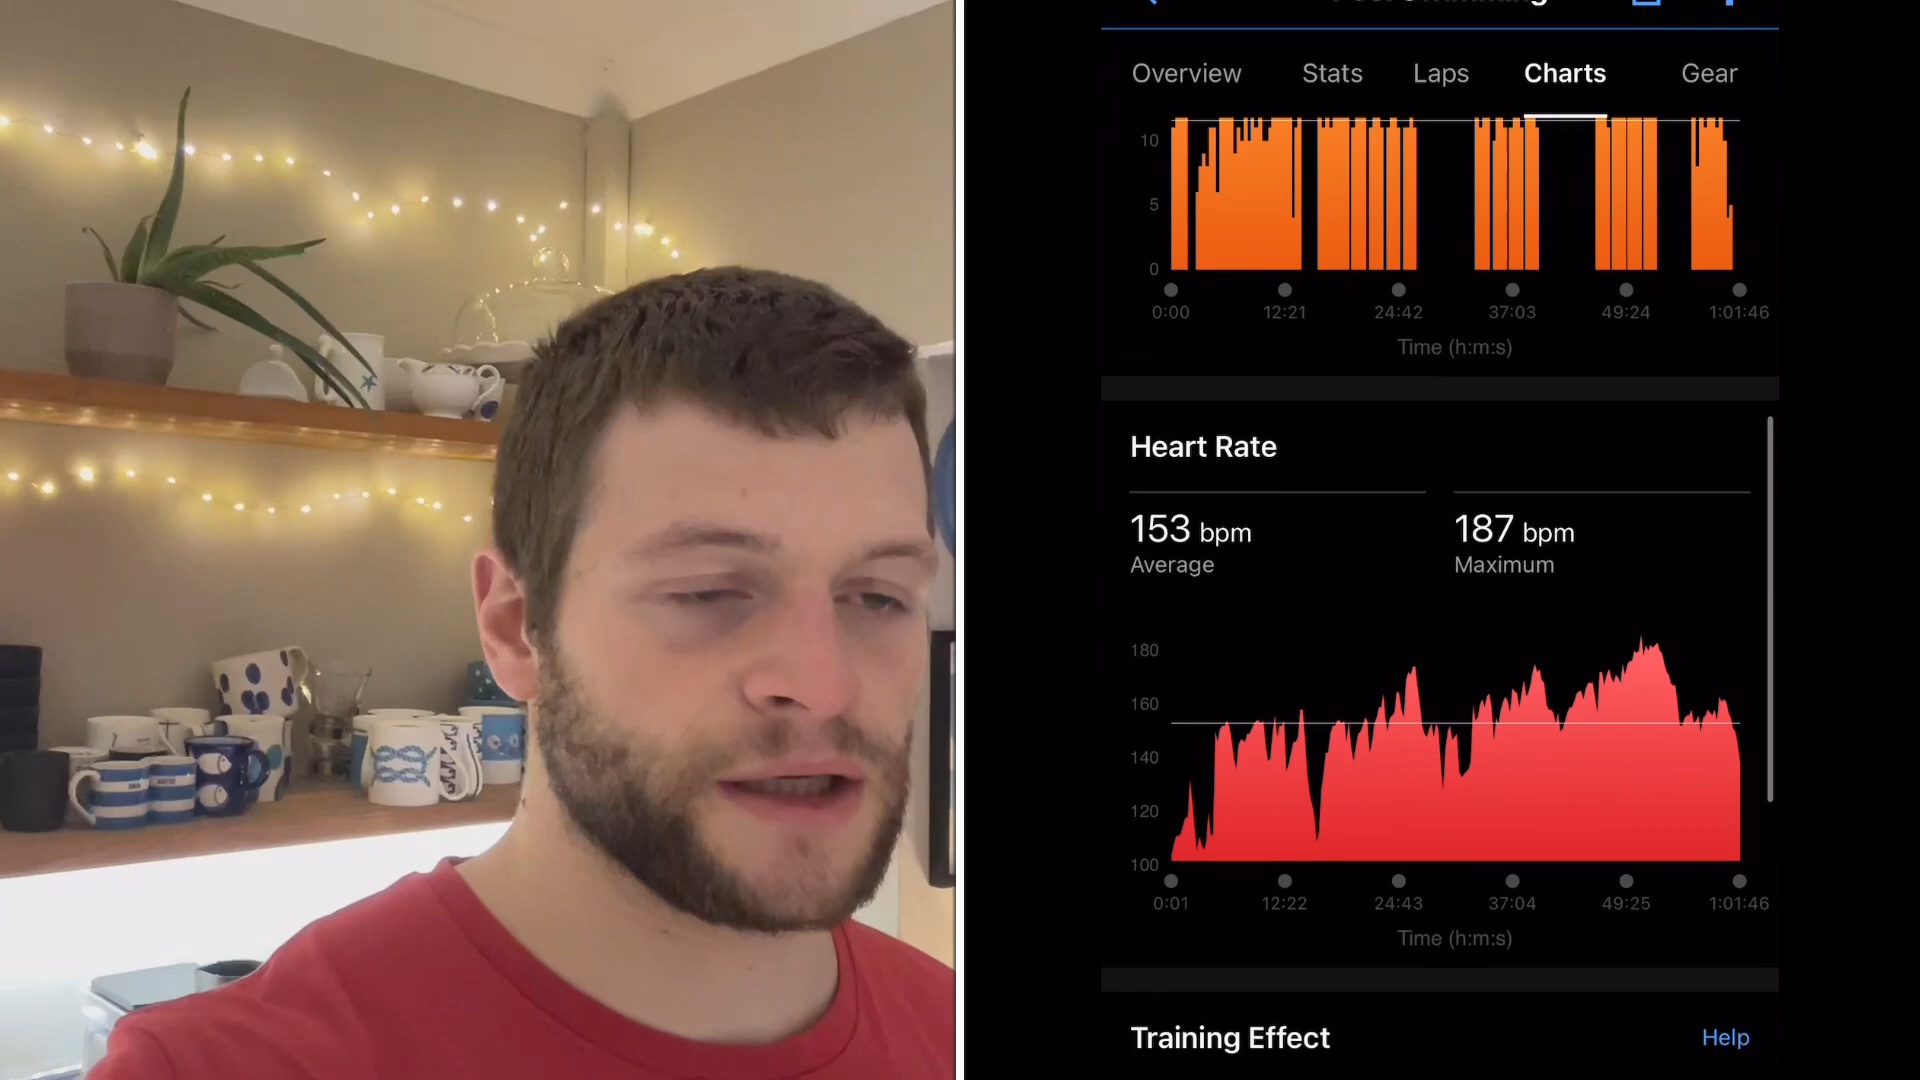 Overview Stats Laps Charts Gear
10
5
0
0:00 12:21 24:42 37:03 49:24 1:01:46
Time (h:m:s)
Heart Rate
153 bpm 187 bpm
Average Maximum
180
160
140
120
100
0:01 12:22 24:43 37:04 49:25 1:01:46
Time (h:m:s)
Training Effect Help